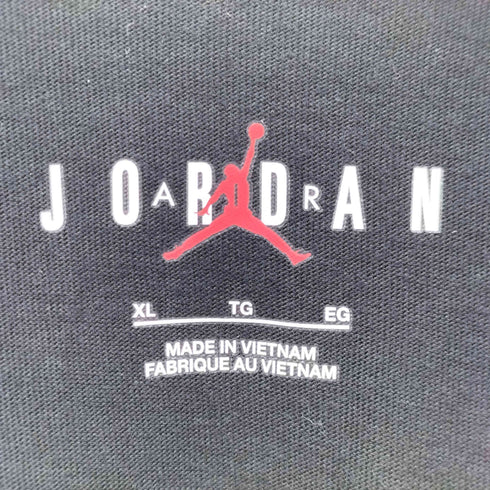 JORDAN
AIR
XL TG EG
MADE IN VIETNAM
FABRIQUE AU VIETNAM